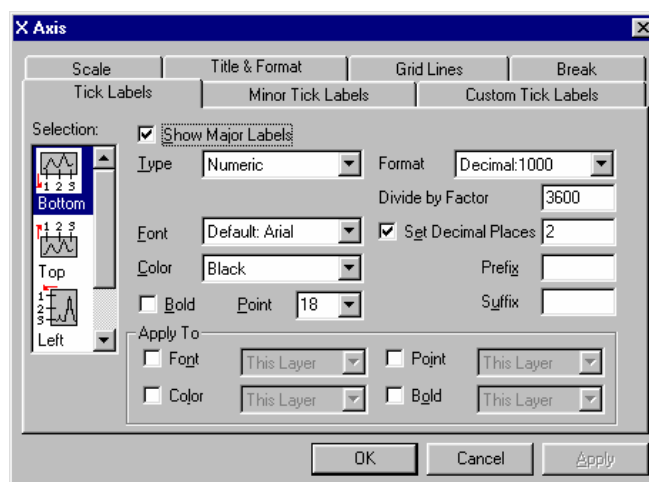 X Axis
Scale Title & Format Grid Lines Break
Tick Labels Minor Tick Labels Custom Tick Labels
Selection:
1 2 3
Bottom
1 2 3
Top
1
2
3
Left
Show Major Labels
Type Numeric Format Decimal:1000
Divide by Factor 3600
Font Default: Arial Set Decimal Places 2
Color Black Prefix
Bold Point 18 Suffix
Apply To
Font This Layer Point This Layer
Color This Layer Bold This Layer
OK Cancel Apply